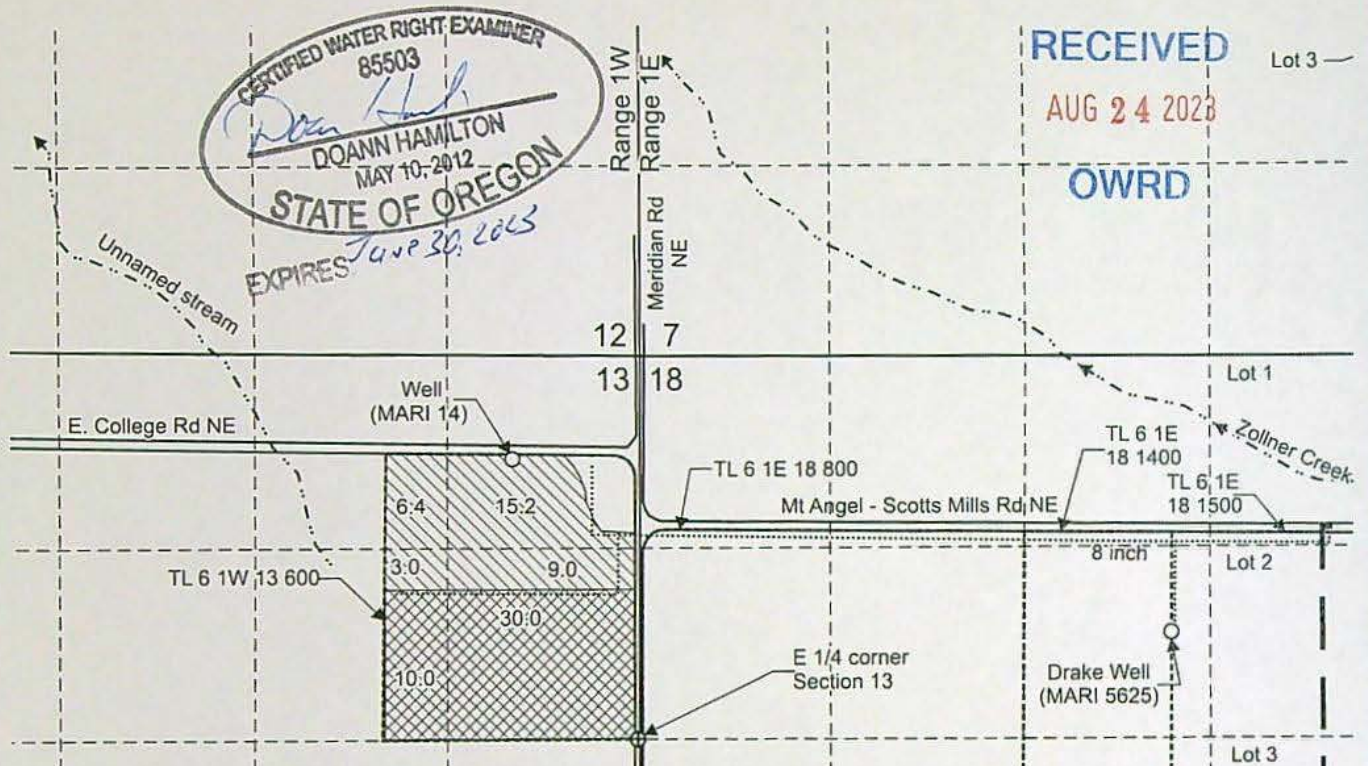 CERTIFIED WATER RIGHT EXAMINER
85503
DOANN HAMILTON
MAY 10, 2012
STATE OF OREGON
EXPIRES June 30, 2025
Range 1W
Range 1E
RECEIVED
AUG 24 2023
OWRD
Lot 3
Unnamed stream
Meridian Rd
NE
12
7
13
18
Lot 1
Well
(MARI 14)
E. College Rd NE
Zollner Creek
TL 6 1E
18 1400
TL 6 1E 18 800
TL 6 1E
18 1500
Mt Angel - Scotts Mills Rd NE
6.4
15.2
8 inch
Lot 2
3.0
9.0
TL 6 1W 13 600
30.0
10.0
E 1/4 corner
Section 13
Drake Well
(MARI 5625)
Lot 3